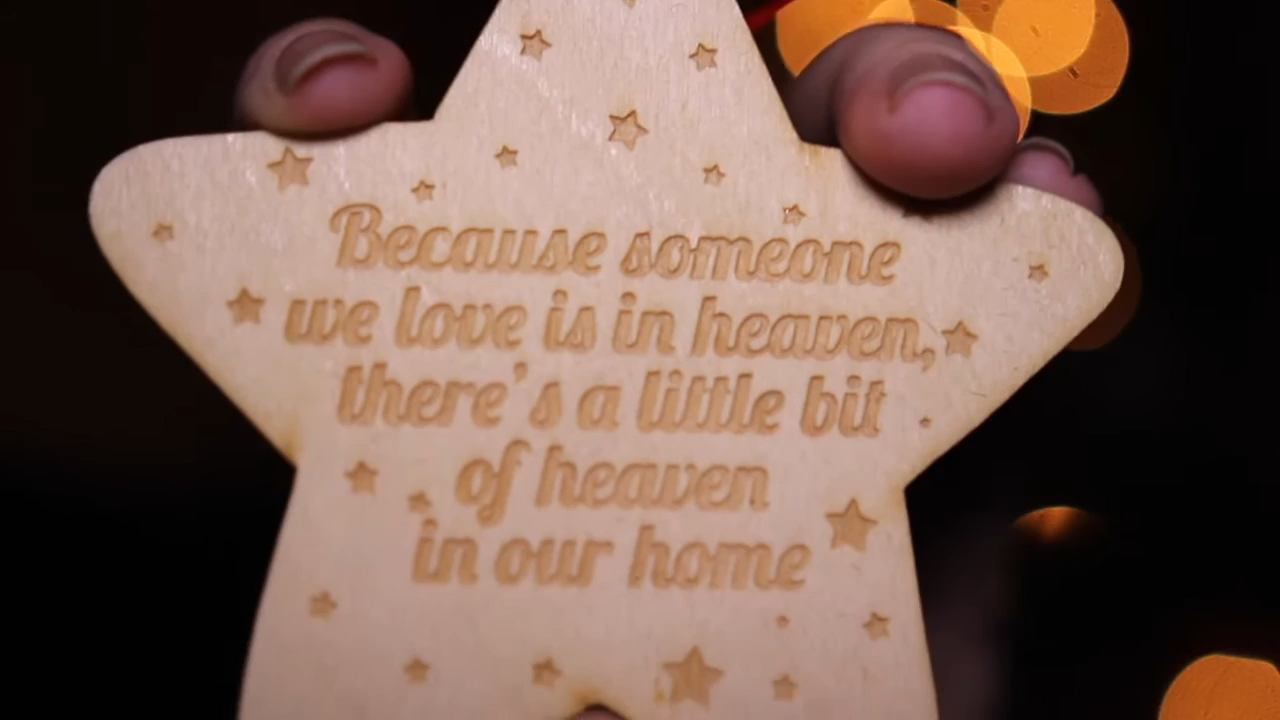 Because someone
we love is in heaven,
there's a little bit
of heaven
in our home